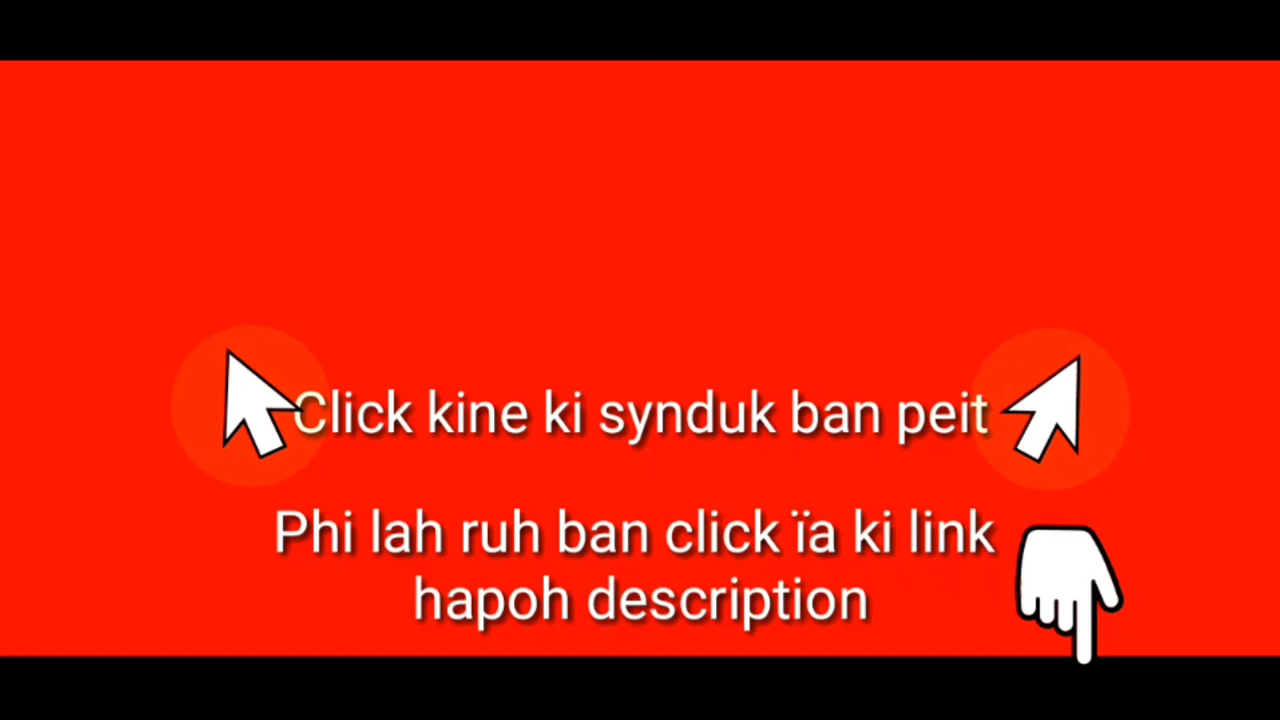 Click kine ki synduk ban peit
Phi lah ruh ban click ïa ki link
hapoh description